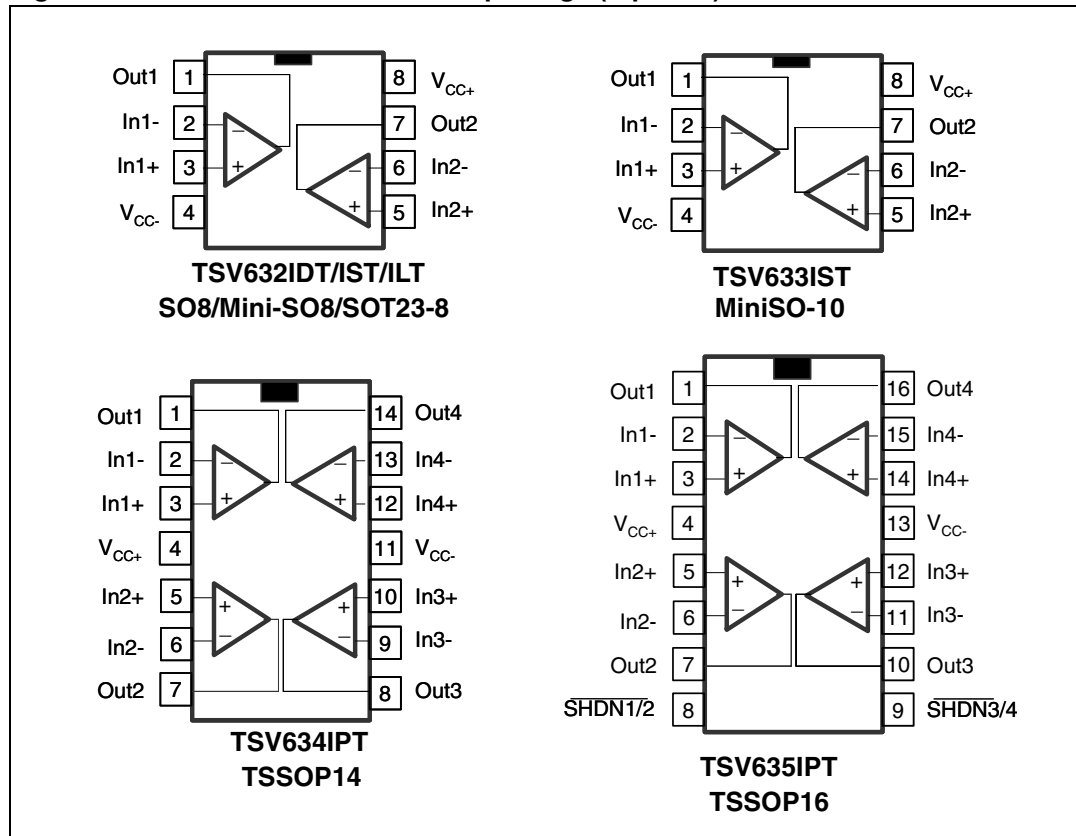 Out1 1 8 VCC+
In1- 2 7 Out2
In1+ 3 6 In2-
VCC- 4 5 In2+
− + − +
TSV632IDT/IST/ILT
SO8/Mini-SO8/SOT23-8
Out1 1 8 VCC+
In1- 2 7 Out2
In1+ 3 6 In2-
VCC- 4 5 In2+
− + − +
TSV633IST
MiniSO-10
Out1 1 14 Out4
In1- 2 − − 13 In4-
In1+ 3 + + 12 In4+
VCC+ 4 11 VCC-
In2+ 5 + + 10 In3+
In2- 6 − − 9 In3-
Out2 7 8 Out3
TSV634IPT
TSSOP14
Out1 1 16 Out4
In1- 2 − − 15 In4-
In1+ 3 + + 14 In4+
VCC+ 4 13 VCC-
In2+ 5 + + 12 In3+
In2- 6 − − 11 In3-
Out2 7 10 Out3
SHDN1/2 8 9 SHDN3/4
TSV635IPT
TSSOP16